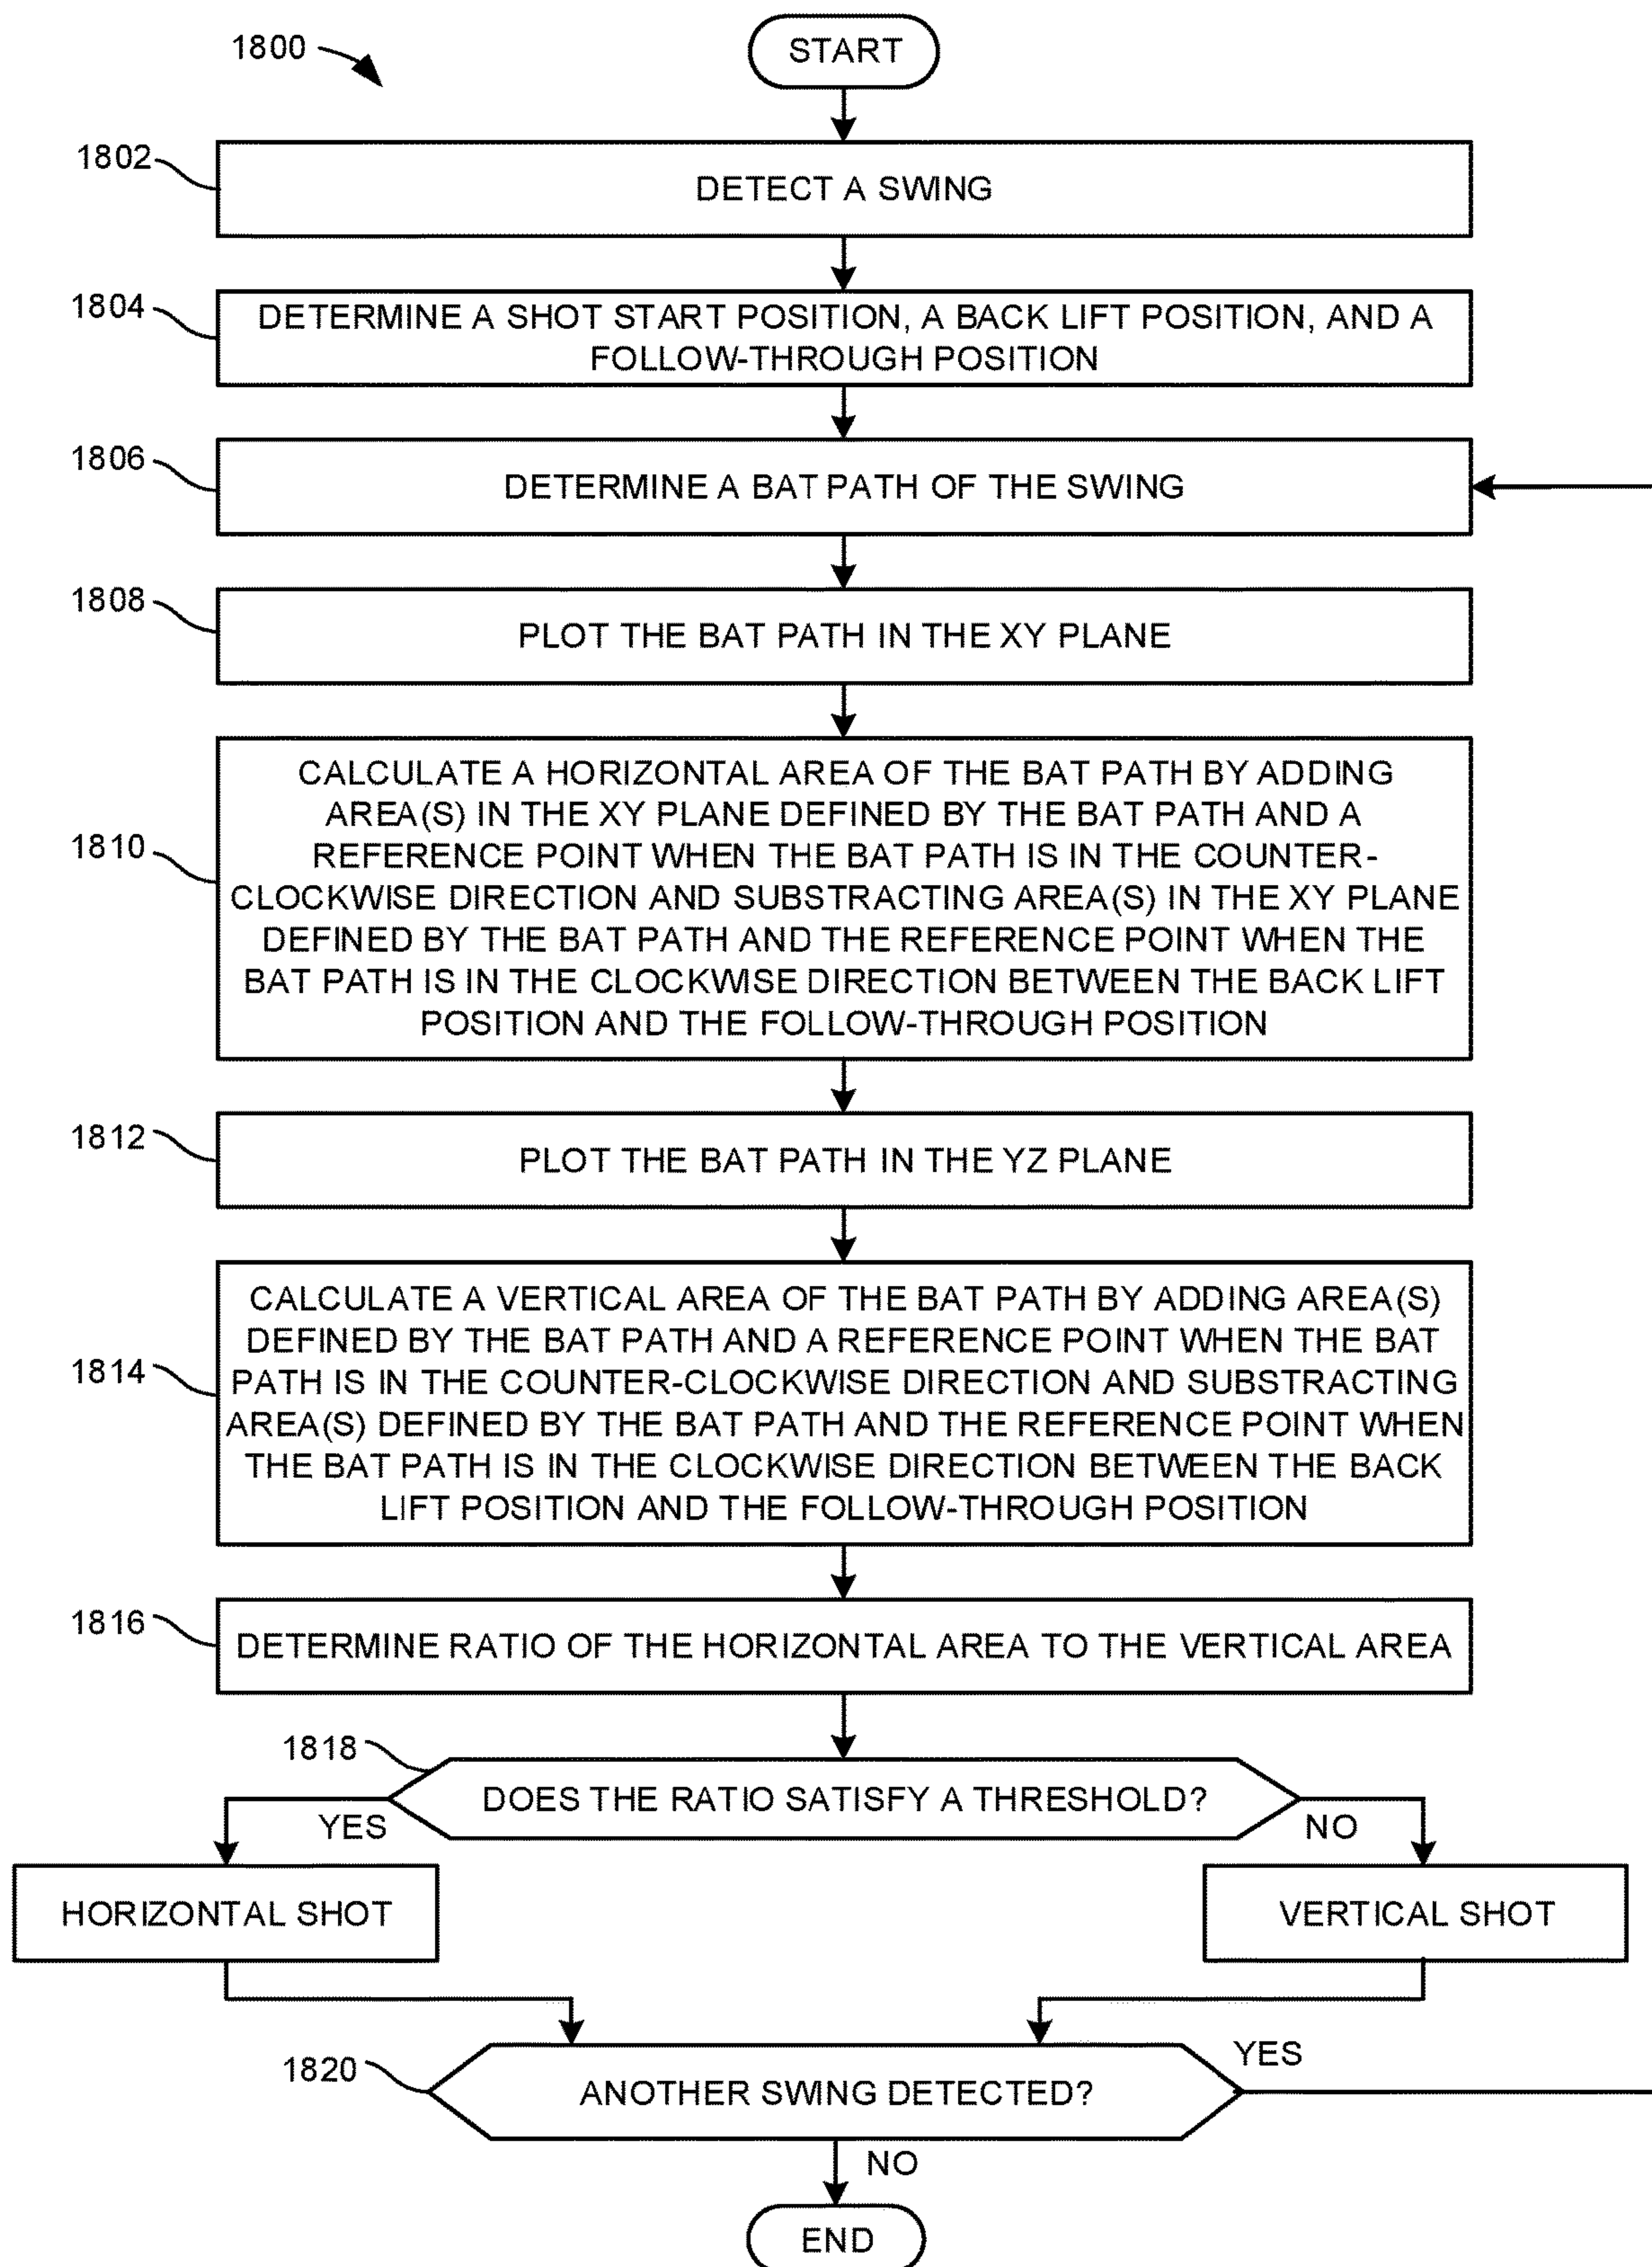 1800
START
1802
DETECT A SWING
1804
DETERMINE A SHOT START POSITION, A BACK LIFT POSITION, AND A
FOLLOW-THROUGH POSITION
1806
DETERMINE A BAT PATH OF THE SWING
1808
PLOT THE BAT PATH IN THE XY PLANE
1810
CALCULATE A HORIZONTAL AREA OF THE BAT PATH BY ADDING
AREA(S) IN THE XY PLANE DEFINED BY THE BAT PATH AND A
REFERENCE POINT WHEN THE BAT PATH IS IN THE COUNTER-
CLOCKWISE DIRECTION AND SUBSTRACTING AREA(S) IN THE XY PLANE
DEFINED BY THE BAT PATH AND THE REFERENCE POINT WHEN THE
BAT PATH IS IN THE CLOCKWISE DIRECTION BETWEEN THE BACK LIFT
POSITION AND THE FOLLOW-THROUGH POSITION
1812
PLOT THE BAT PATH IN THE YZ PLANE
1814
CALCULATE A VERTICAL AREA OF THE BAT PATH BY ADDING AREA(S)
DEFINED BY THE BAT PATH AND A REFERENCE POINT WHEN THE BAT
PATH IS IN THE COUNTER-CLOCKWISE DIRECTION AND SUBSTRACTING
AREA(S) DEFINED BY THE BAT PATH AND THE REFERENCE POINT WHEN
THE BAT PATH IS IN THE CLOCKWISE DIRECTION BETWEEN THE BACK
LIFT POSITION AND THE FOLLOW-THROUGH POSITION
1816
DETERMINE RATIO OF THE HORIZONTAL AREA TO THE VERTICAL AREA
1818
DOES THE RATIO SATISFY A THRESHOLD?
YES
NO
HORIZONTAL SHOT
VERTICAL SHOT
1820
ANOTHER SWING DETECTED?
YES
NO
END